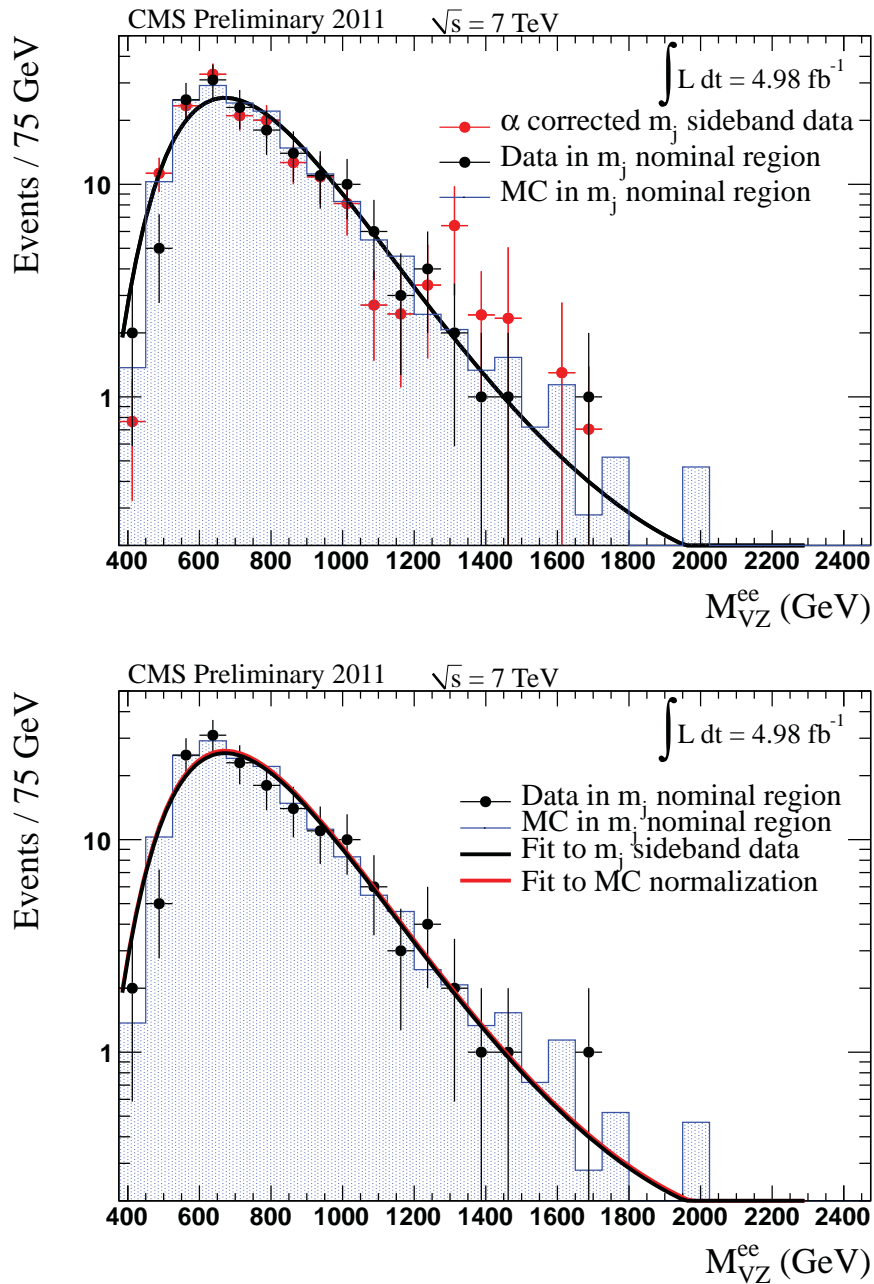 CMS Preliminary 2011 √s = 7 TeV
∫ L dt = 4.98 fb⁻¹
α corrected m_j sideband data
Data in m_j nominal region
MC in m_j nominal region
Events / 75 GeV
10
1
400 600 800 1000 1200 1400 1600 1800 2000 2200 2400
M_VZ^ee (GeV)
CMS Preliminary 2011 √s = 7 TeV
∫ L dt = 4.98 fb⁻¹
Data in m_j nominal region
MC in m_j nominal region
Fit to m_j sideband data
Fit to MC normalization
Events / 75 GeV
10
1
400 600 800 1000 1200 1400 1600 1800 2000 2200 2400
M_VZ^ee (GeV)